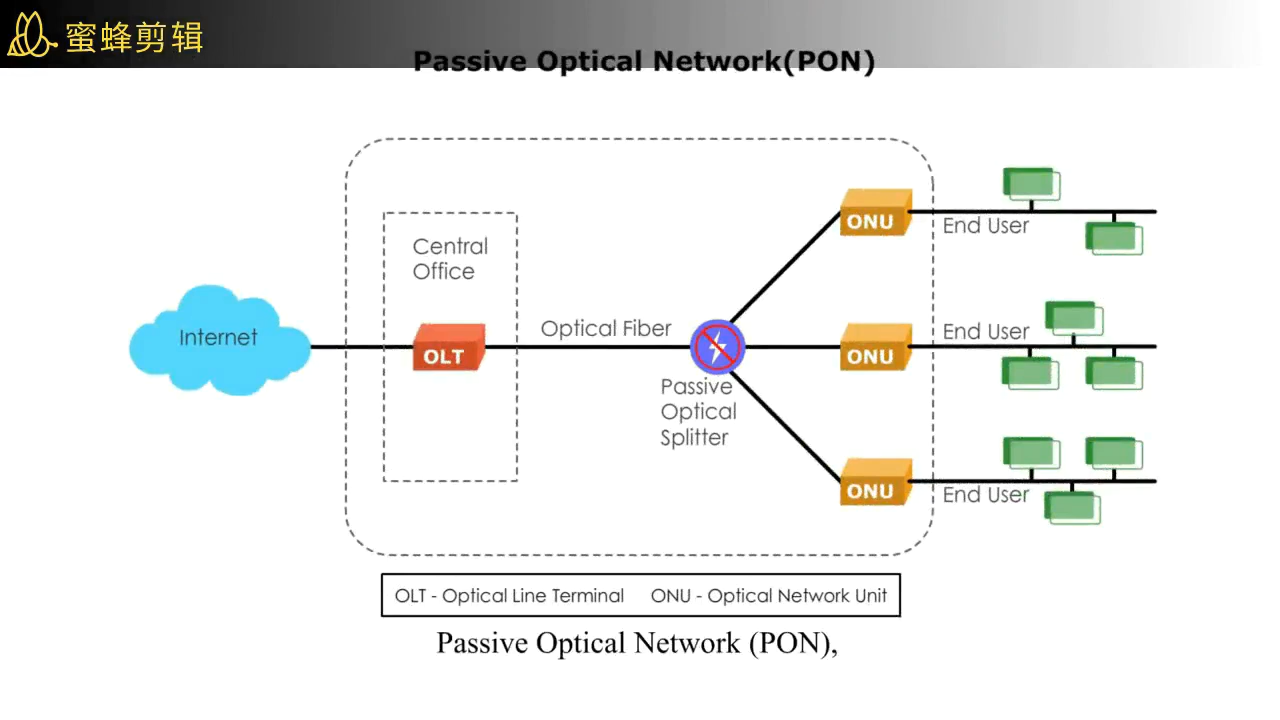 蜜蜂剪辑
Passive Optical Network(PON)
Central
Office
Internet
OLT
Optical Fiber
Passive
Optical
Splitter
ONU
End User
ONU
End User
ONU
End User
OLT - Optical Line Terminal ONU - Optical Network Unit
Passive Optical Network (PON),